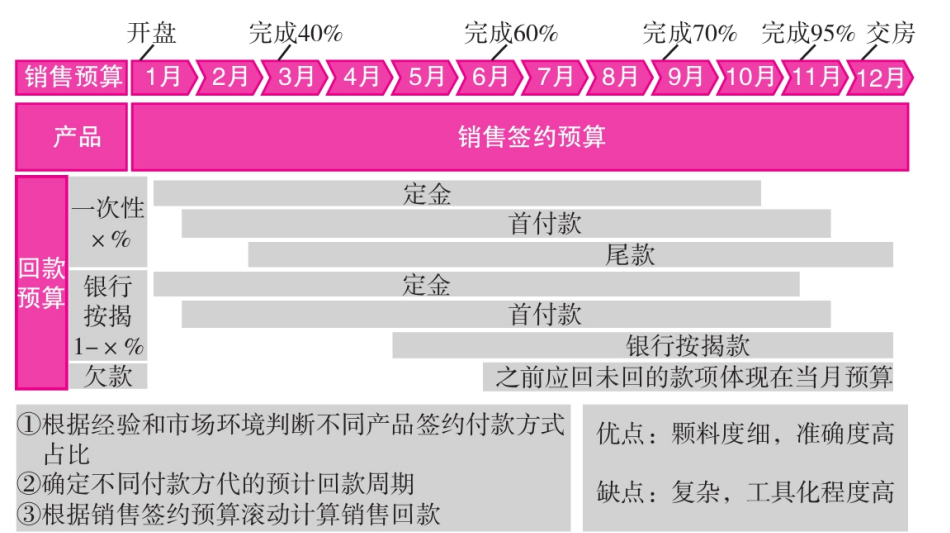 开盘 完成40% 完成60% 完成70% 完成95% 交房
销售预算 1月 2月 3月 4月 5月 6月 7月 8月 9月 10月 11月 12月
产品 销售签约预算
回款
预算
一次性
×%
定金
首付款
尾款
银行
按揭
1-×%
定金
首付款
银行按揭款
欠款
之前应回未回的款项体现在当月预算
①根据经验和市场环境判断不同产品签约付款方式
占比
②确定不同付款方代的预计回款周期
③根据销售签约预算滚动计算销售回款
优点：颗料度细，准确度高
缺点：复杂，工具化程度高